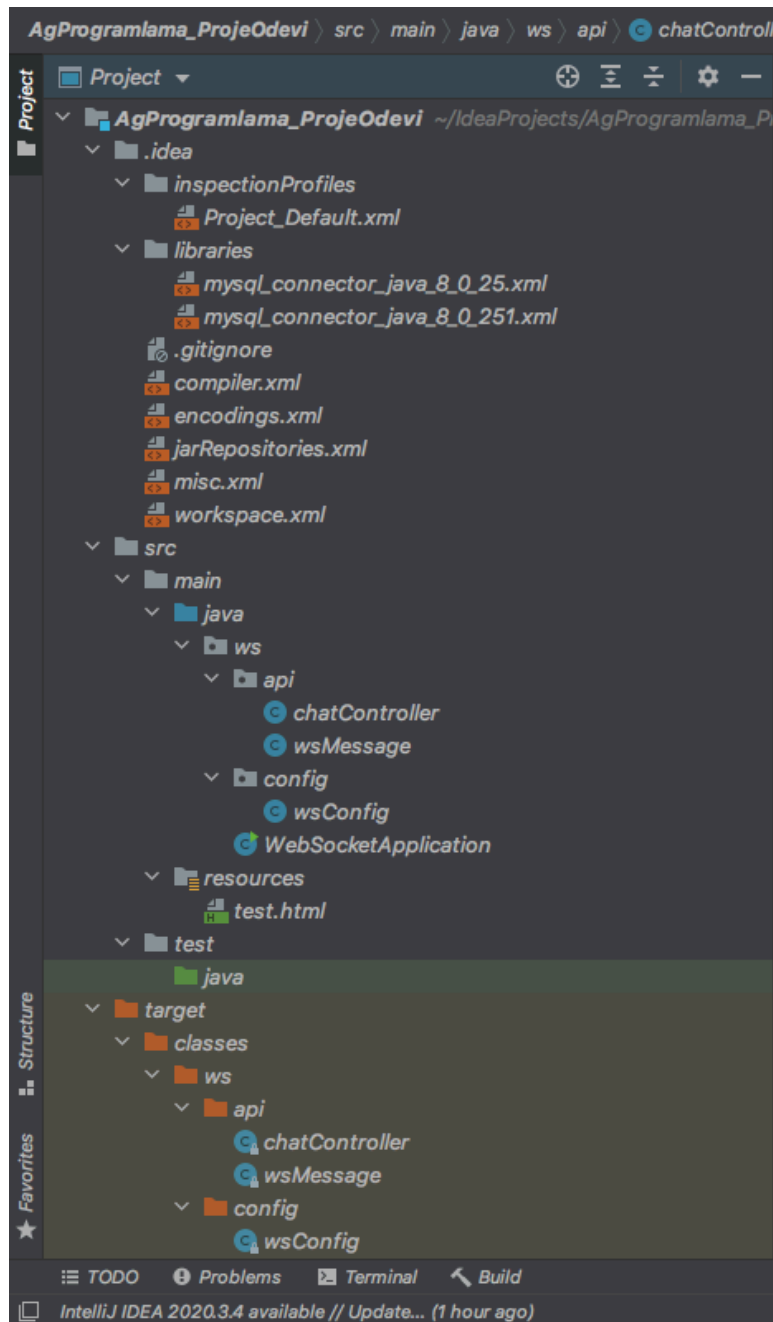 AgProgramlama_ProjeOdevi 〉 src 〉 main 〉 java 〉 ws 〉 api 〉 chatControll
Project
Project
AgProgramlama_ProjeOdevi ~/IdeaProjects/AgProgramlama_P
.idea
inspectionProfiles
Project_Default.xml
libraries
mysql_connector_java_8_0_25.xml
mysql_connector_java_8_0_251.xml
.gitignore
compiler.xml
encodings.xml
jarRepositories.xml
misc.xml
workspace.xml
src
main
java
ws
api
chatController
wsMessage
config
wsConfig
WebSocketApplication
resources
test.html
test
java
target
classes
ws
api
chatController
wsMessage
config
wsConfig
Structure
Favorites
TODO Problems Terminal Build
IntelliJ IDEA 2020.3.4 available // Update... (1 hour ago)